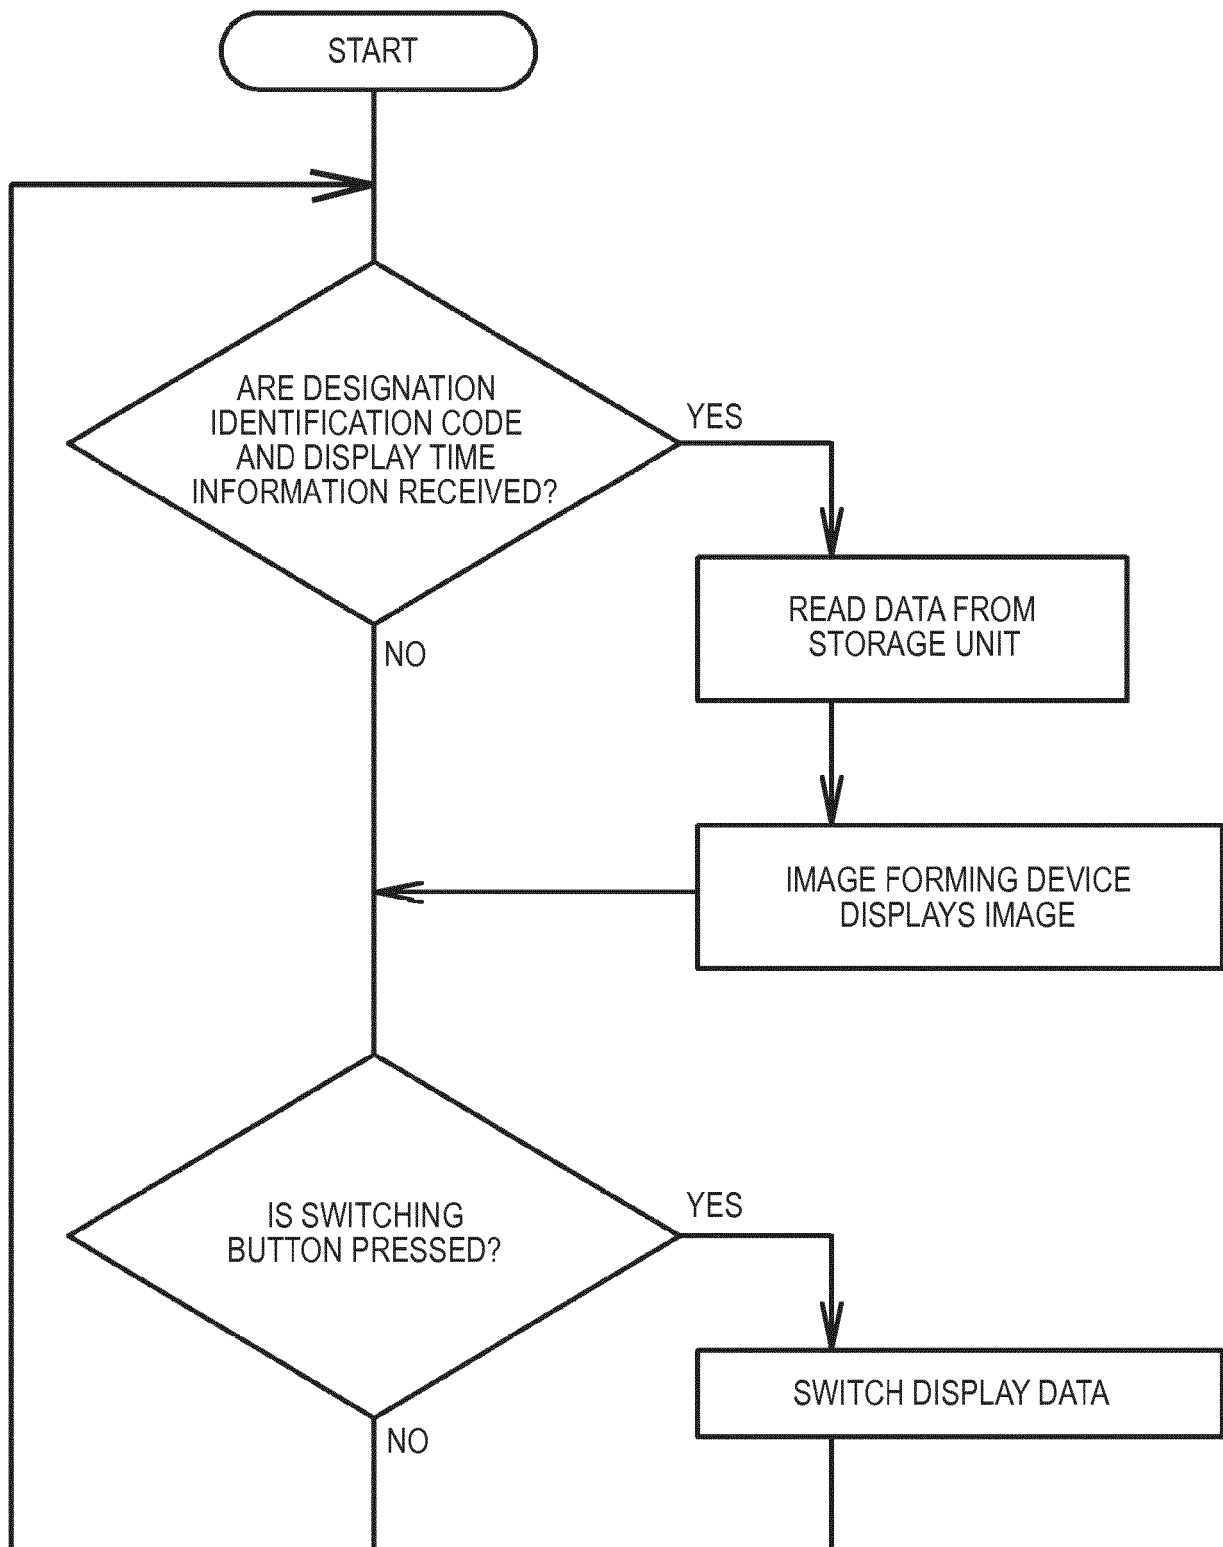 START
ARE DESIGNATION
IDENTIFICATION CODE
AND DISPLAY TIME
INFORMATION RECEIVED?
YES
NO
READ DATA FROM
STORAGE UNIT
IMAGE FORMING DEVICE
DISPLAYS IMAGE
IS SWITCHING
BUTTON PRESSED?
YES
NO
SWITCH DISPLAY DATA